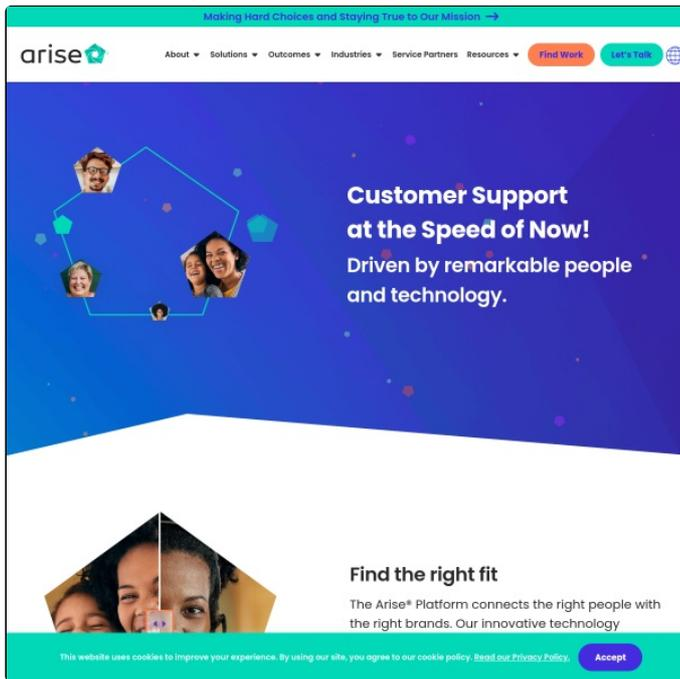 Making Hard Choices and Staying True to Our Mission →
arise
About Solutions Outcomes Industries Service Partners Resources Find Work Let's Talk
Customer Support
at the Speed of Now!
Driven by remarkable people
and technology.
Find the right fit
The Arise® Platform connects the right people with
the right brands. Our innovative technology
This website uses cookies to improve your experience. By using our site, you agree to our cookie policy. Read our Privacy Policy. Accept